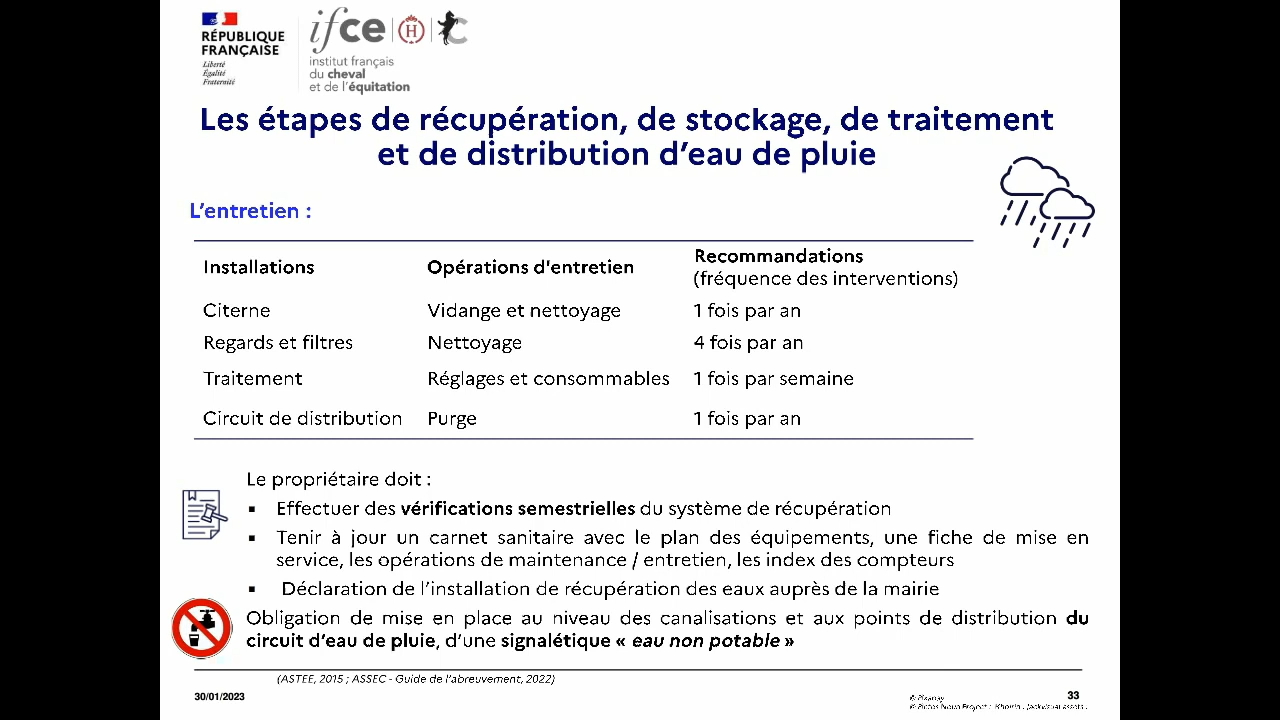 RÉPUBLIQUE
FRANÇAISE
Liberté
Égalité
Fraternité
ifce
H
institut français
du cheval
et de l'équitation
Les étapes de récupération, de stockage, de traitement
et de distribution d'eau de pluie
L'entretien :
Installations Opérations d'entretien Recommandations
(fréquence des interventions)
Citerne Vidange et nettoyage 1 fois par an
Regards et filtres Nettoyage 4 fois par an
Traitement Réglages et consommables 1 fois par semaine
Circuit de distribution Purge 1 fois par an
Le propriétaire doit :
▪ Effectuer des vérifications semestrielles du système de récupération
▪ Tenir à jour un carnet sanitaire avec le plan des équipements, une fiche de mise en
service, les opérations de maintenance / entretien, les index des compteurs
▪ Déclaration de l'installation de récupération des eaux auprès de la mairie
Obligation de mise en place au niveau des canalisations et aux points de distribution du
circuit d'eau de pluie, d'une signalétique « eau non potable »
(ASTEE, 2015 ; ASSEC - Guide de l'abreuvement, 2022)
30/01/2023
33
© Pixabay
© Noun Project :